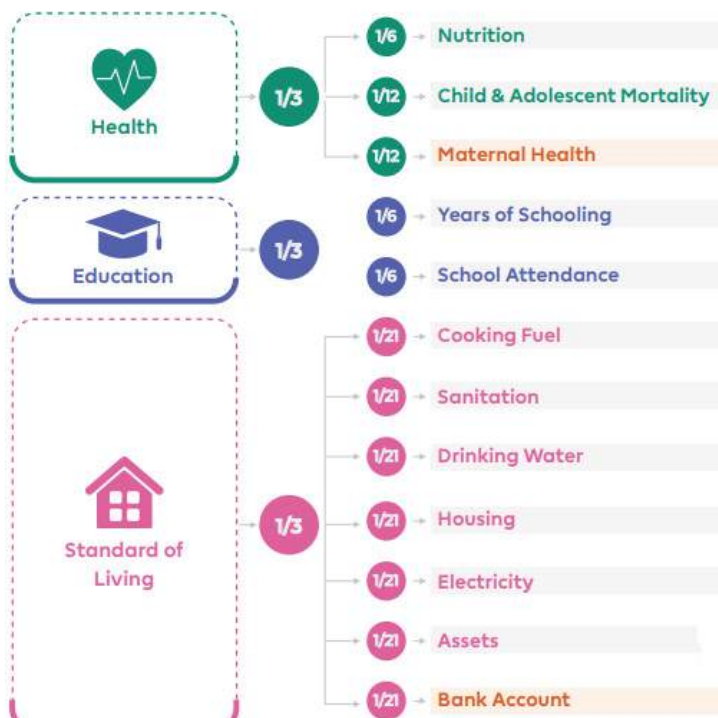 Health
1/3
1/6 Nutrition
1/12 Child & Adolescent Mortality
1/12 Maternal Health
Education
1/3
1/6 Years of Schooling
1/6 School Attendance
Standard of
Living
1/3
1/21 Cooking Fuel
1/21 Sanitation
1/21 Drinking Water
1/21 Housing
1/21 Electricity
1/21 Assets
1/21 Bank Account